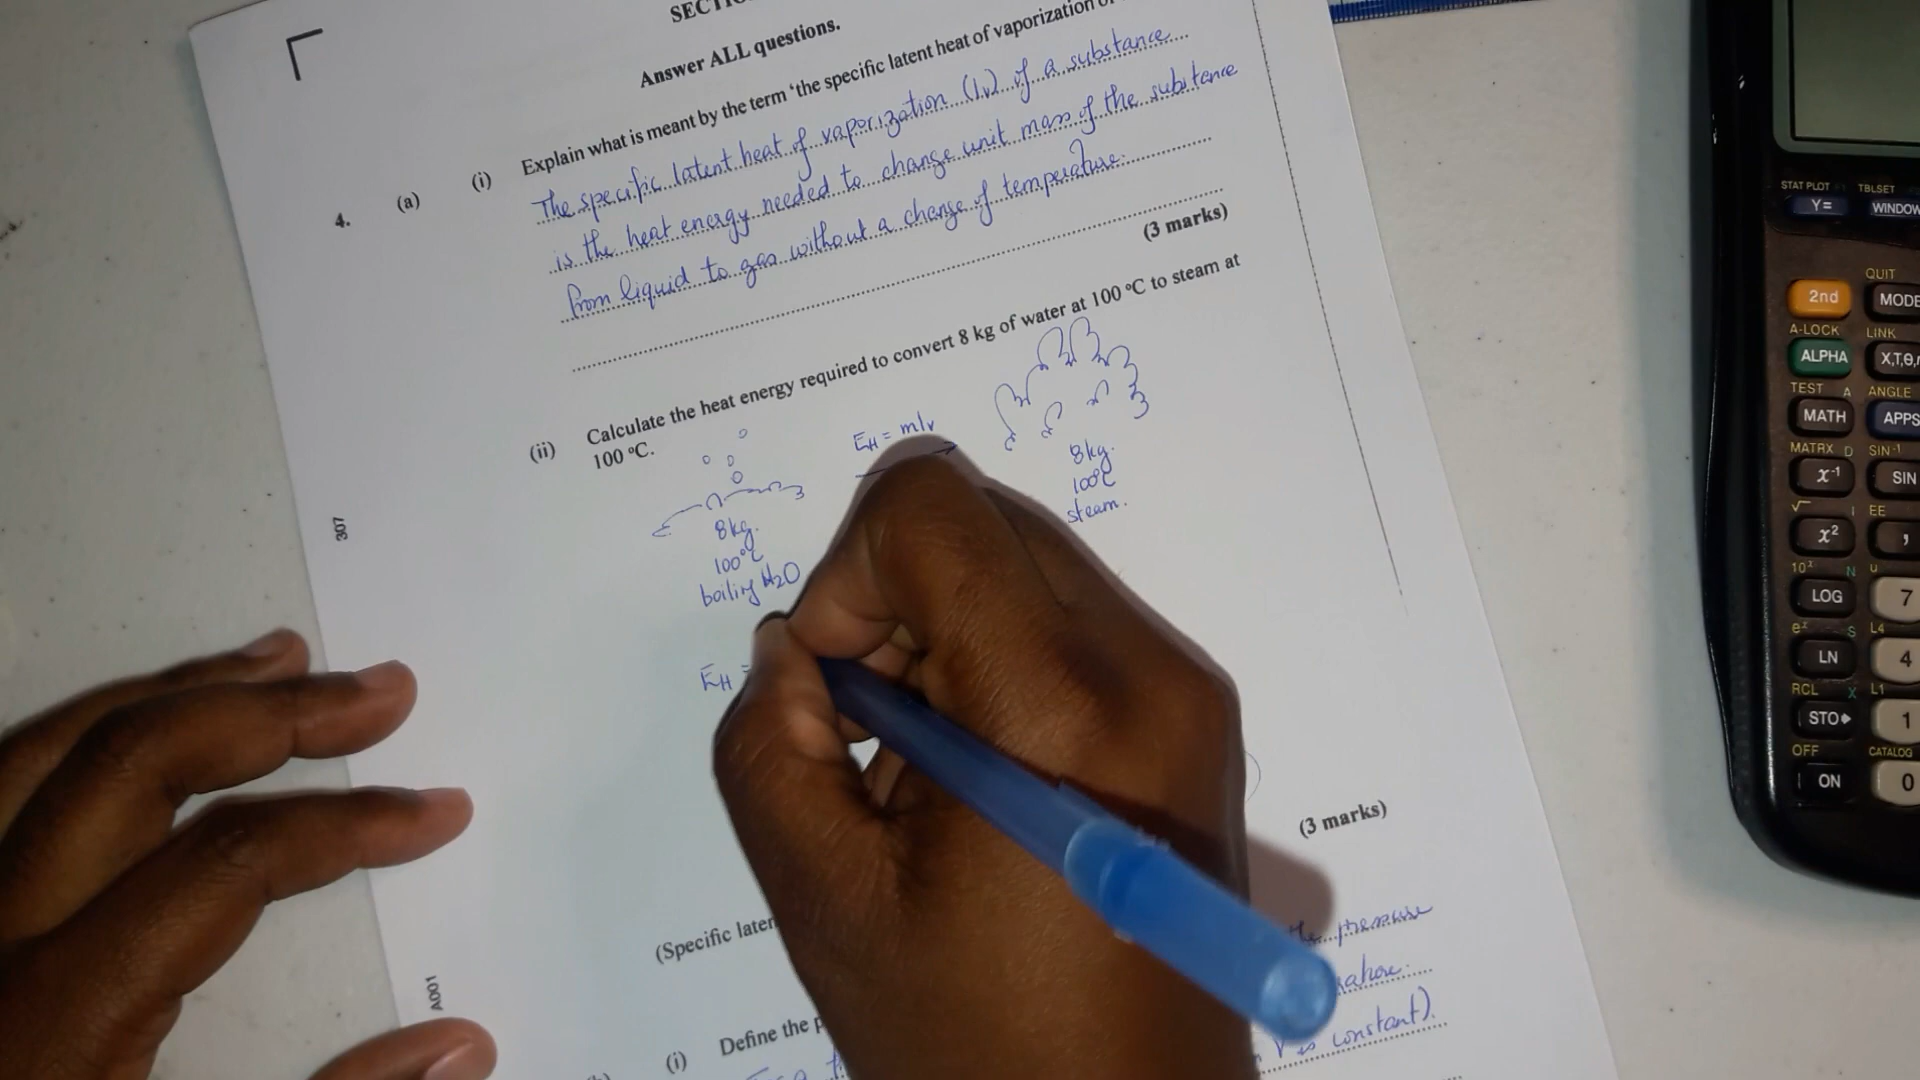 Answer ALL questions.
4. (a) (i) Explain what is meant by the term 'the specific latent heat of vaporization
The specific latent heat of vaporization (lv) of a substance
is the heat energy needed to change unit mass of the substance
from liquid to gas without a change of temperature.
(3 marks)
(ii) Calculate the heat energy required to convert 8 kg of water at 100 °C to steam at
100 °C.
EH = mlv
8kg.
100°C
boiling H2O
8kg.
100°C
steam.
EH =
(3 marks)
(Specific
the pressure
(i) Define the
is constant).
307
A001
STAT PLOT TBLSET
Y= WINDOW
QUIT
2nd MODE
A-LOCK LINK
ALPHA X,T,θ,
TEST A ANGLE
MATH APPS
MATRX D SIN-1
x-1 SIN
√ I EE
x2 ,
10x N u
LOG 7
ex S L4
LN 4
RCL X L1
STO▸ 1
OFF CATALOG
ON 0